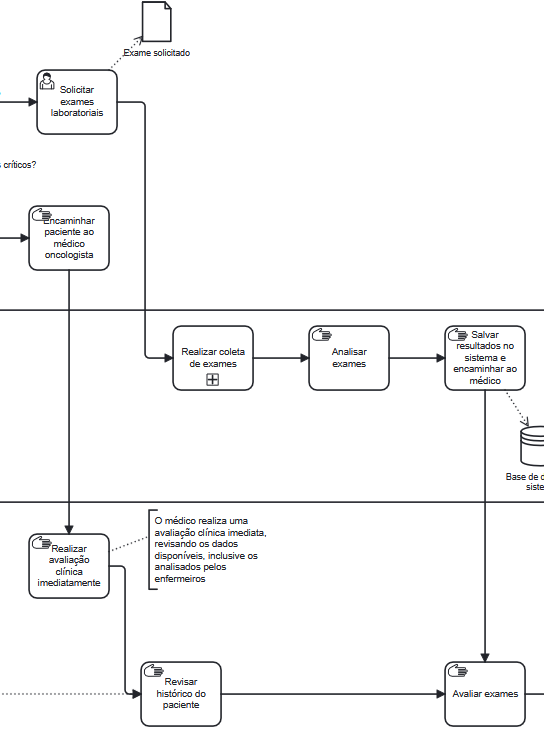 Exame solicitado
Solicitar
exames
laboratoriais
críticos?
Encaminhar
paciente ao
médico
oncologista
Realizar coleta
de exames
Analisar
exames
Salvar
resultados no
sistema e
encaminhar ao
médico
Base de
O médico realiza uma
avaliação clínica imediata,
revisando os dados
disponíveis, inclusive os
analisados pelos
enfermeiros
Realizar
avaliação
clínica
imediatamente
Revisar
histórico do
paciente
Avaliar exames